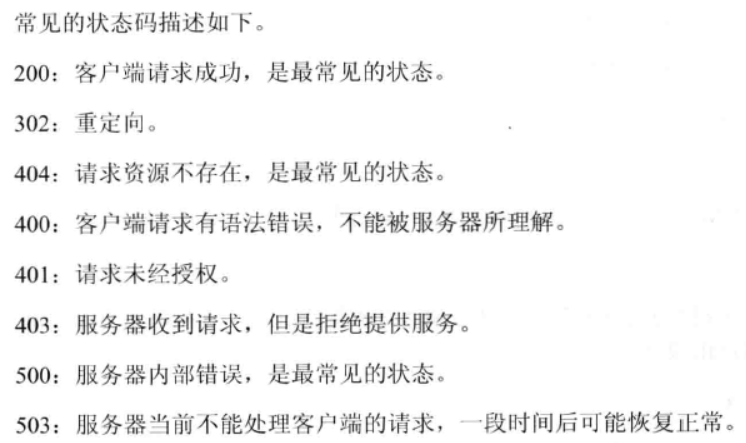 常见的状态码描述如下。
200：客户端请求成功，是最常见的状态。
302：重定向。
404：请求资源不存在，是最常见的状态。
400：客户端请求有语法错误，不能被服务器所理解。
401：请求未经授权。
403：服务器收到请求，但是拒绝提供服务。
500：服务器内部错误，是最常见的状态。
503：服务器当前不能处理客户端的请求，一段时间后可能恢复正常。